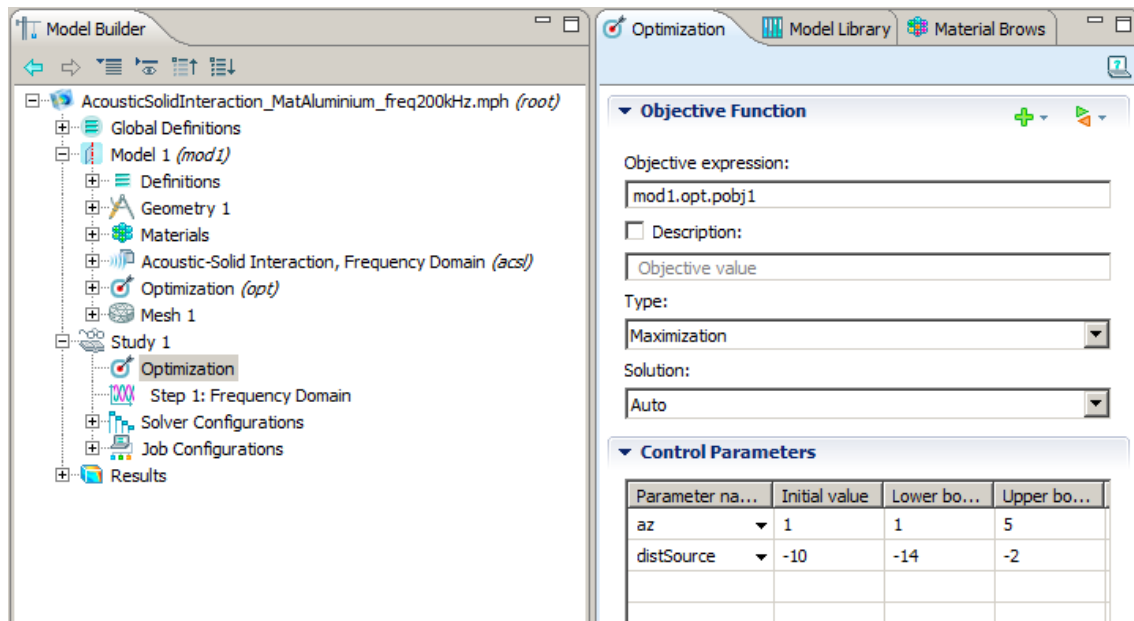 Model Builder
AcousticSolidInteraction_MatAluminium_freq200kHz.mph (root)
Global Definitions
Model 1 (mod1)
Definitions
Geometry 1
Materials
Acoustic-Solid Interaction, Frequency Domain (acsl)
Optimization (opt)
Mesh 1
Study 1
Optimization
Step 1: Frequency Domain
Solver Configurations
Job Configurations
Results
Optimization Model Library Material Brows
?
Objective Function
Objective expression:
mod1.opt.pobj1
Description:
Objective value
Type:
Maximization
Solution:
Auto
Control Parameters
Parameter na... Initial value Lower bo... Upper bo...
az 1 1 5
distSource -10 -14 -2